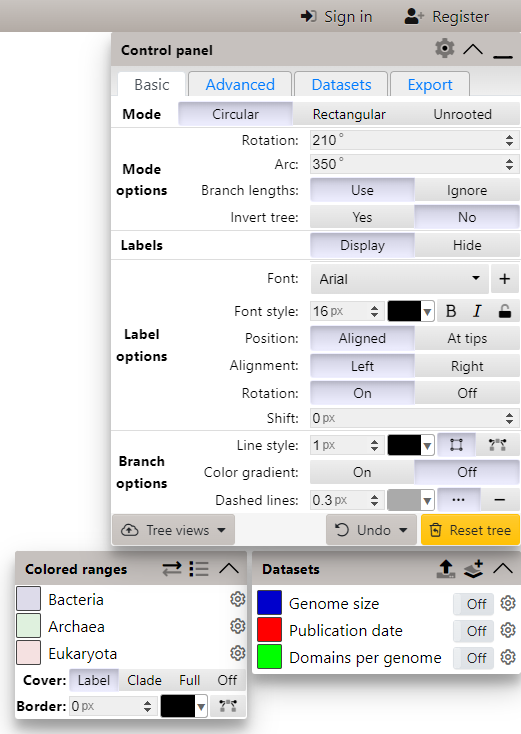 Sign in Register
Control panel
Basic Advanced Datasets Export
Mode Circular Rectangular Unrooted
Rotation: 210°
Arc: 350°
Mode options
Branch lengths: Use Ignore
Invert tree: Yes No
Labels Display Hide
Font: Arial +
Font style: 16 px B I
Label options
Position: Aligned At tips
Alignment: Left Right
Rotation: On Off
Shift: 0 px
Line style: 1 px
Branch options
Color gradient: On Off
Dashed lines: 0.3 px
Tree views Undo Reset tree
Colored ranges
Bacteria
Archaea
Eukaryota
Cover: Label Clade Full Off
Border: 0 px
Datasets
Genome size Off
Publication date Off
Domains per genome Off